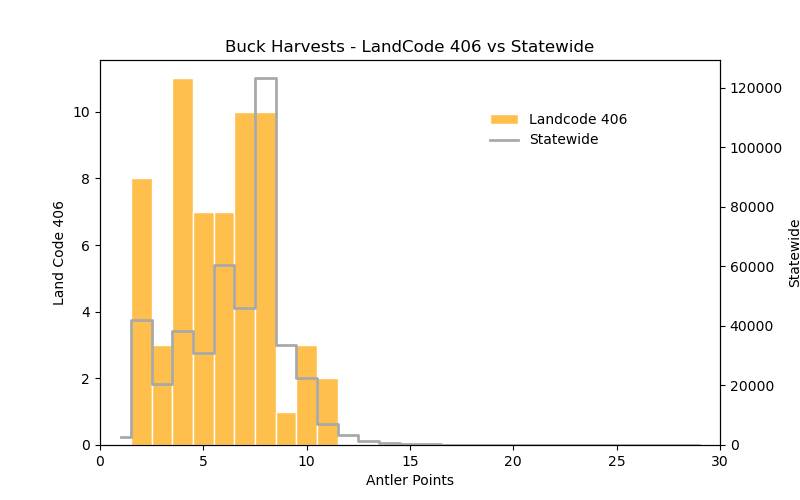 Buck Harvests - LandCode 406 vs Statewide
Landcode 406
Statewide
Land Code 406
0
2
4
6
8
10
Statewide
0
20000
40000
60000
80000
100000
120000
0 5 10 15 20 25 30
Antler Points